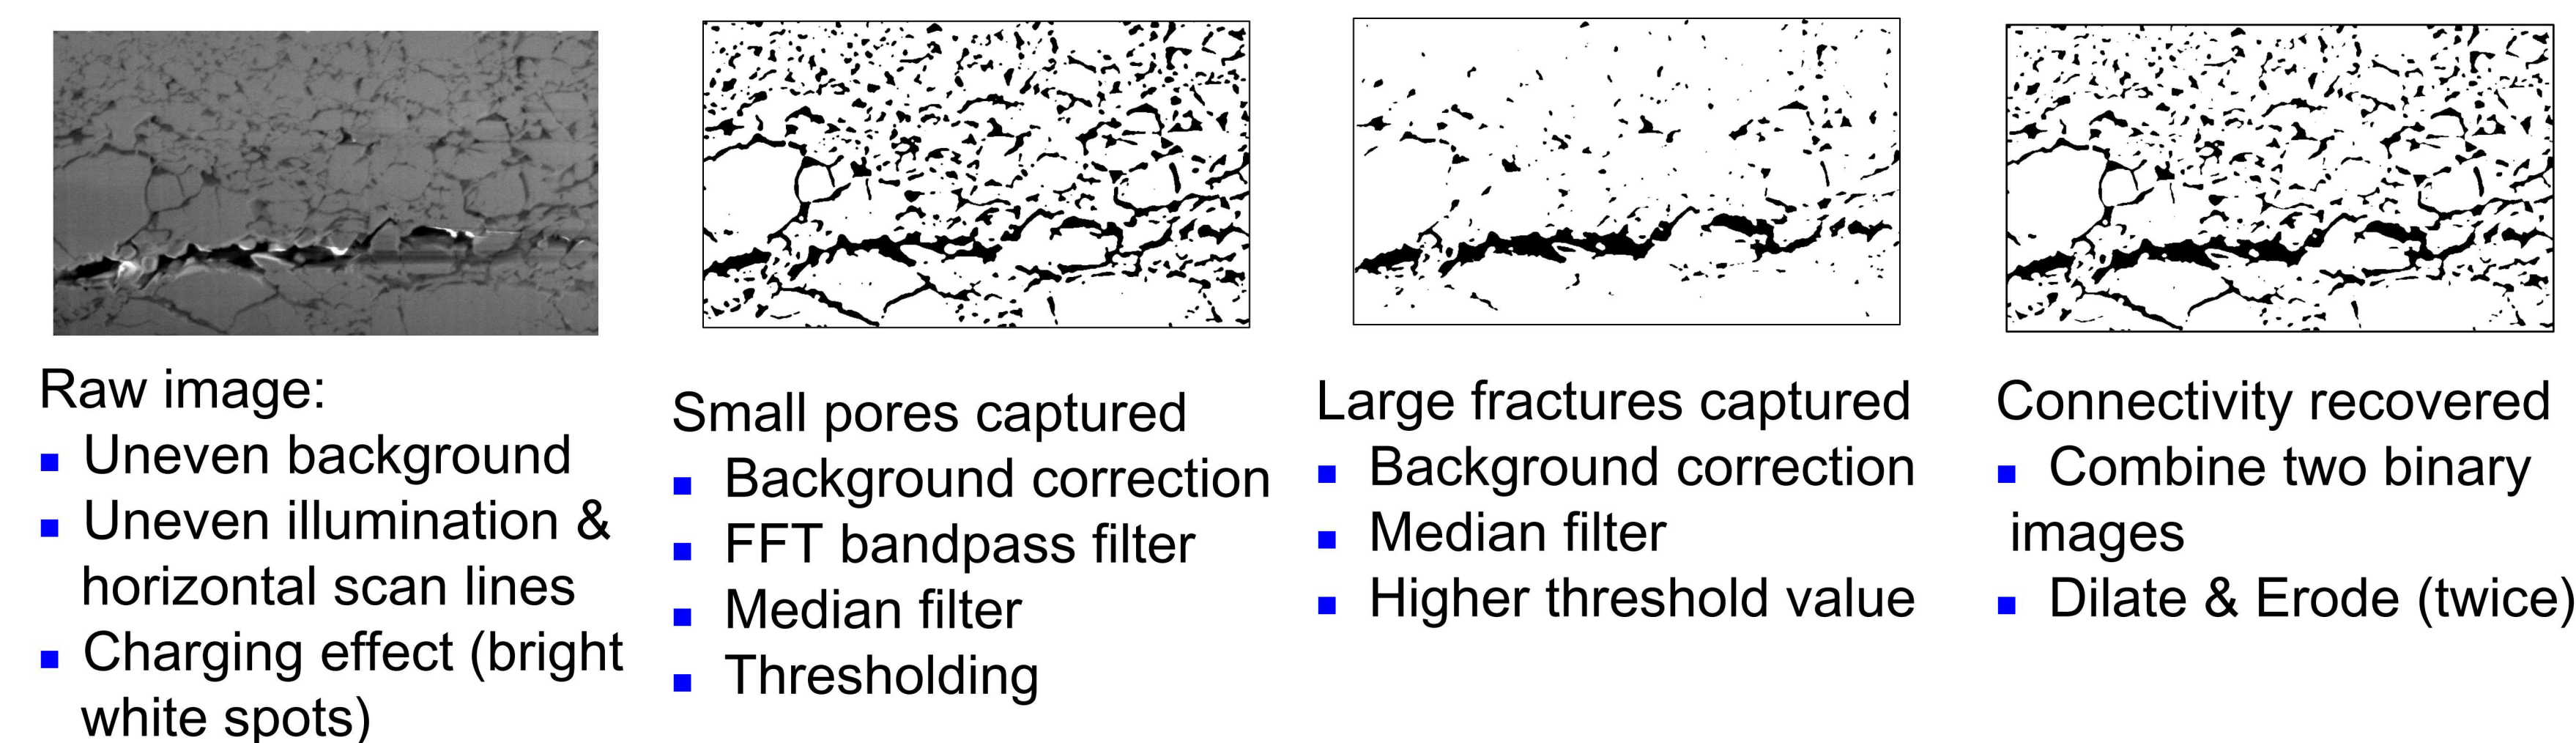 Raw image:
▪ Uneven background
▪ Uneven illumination &
horizontal scan lines
▪ Charging effect (bright
white spots)
Small pores captured
▪ Background correction
▪ FFT bandpass filter
▪ Median filter
▪ Thresholding
Large fractures captured
▪ Background correction
▪ Median filter
▪ Higher threshold value
Connectivity recovered
▪ Combine two binary
images
▪ Dilate & Erode (twice)